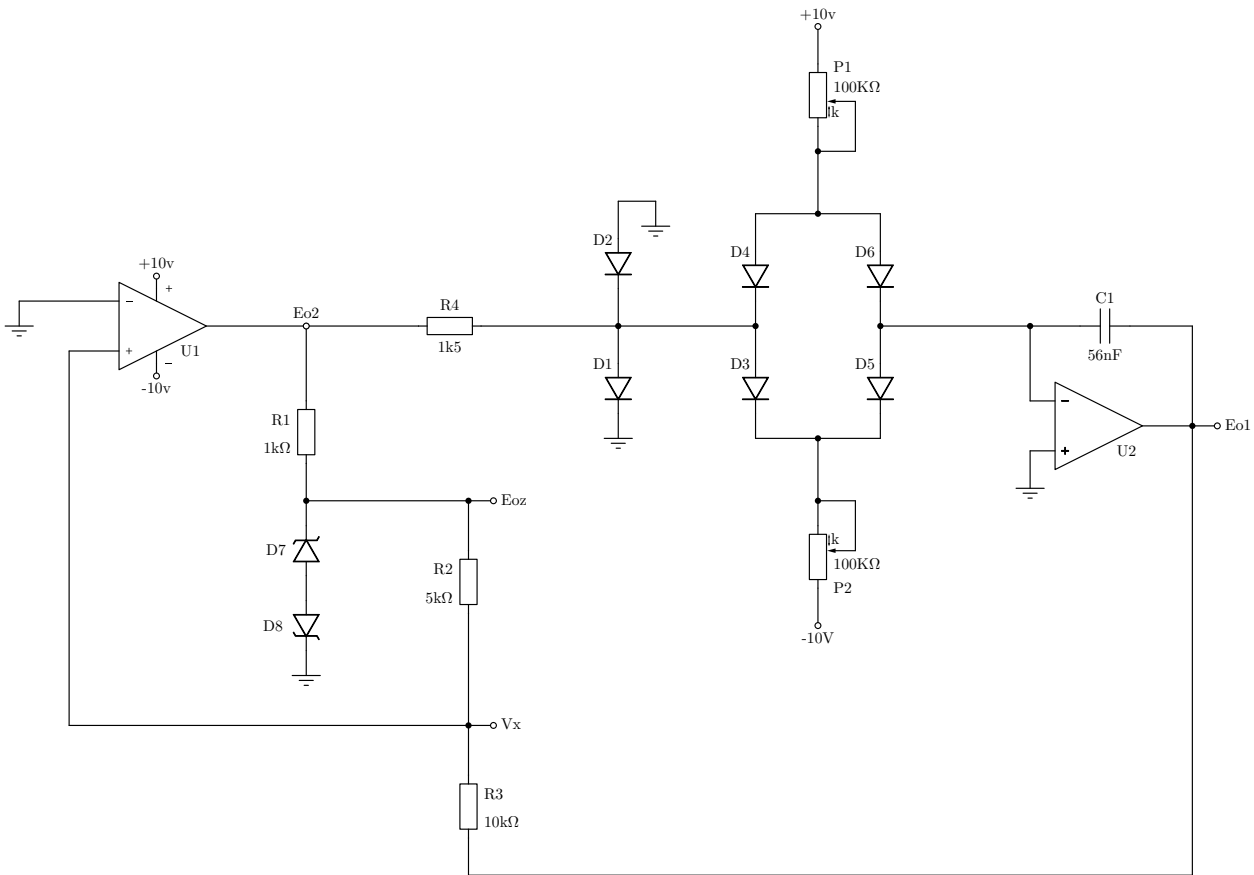 +10v
P1
100KΩ
k
D2
D4
D6
+10v
+
−
+
−
-10v
U1
Eo2
R4
1k5
C1
56nF
D1
D3
D5
−
+
U2
Eo1
R1
1kΩ
Eoz
D7
R2
5kΩ
D8
k
100KΩ
P2
-10V
Vx
R3
10kΩ